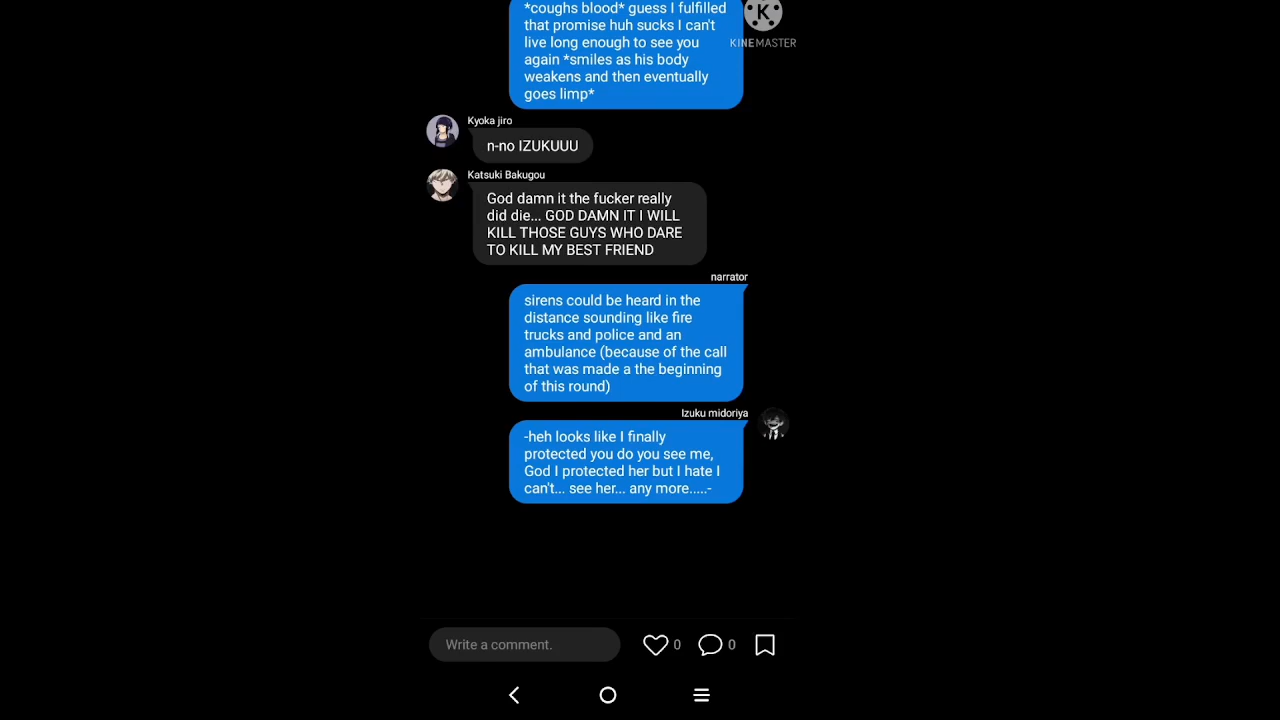 *coughs blood* guess I fulfilled
that promise huh sucks I can't
live long enough to see you
again *smiles as his body
weakens and then eventually
goes limp*
K
KINEMASTER
Kyoka jiro
n-no IZUKUUU
Katsuki Bakugou
God damn it the fucker really
did die... GOD DAMN IT I WILL
KILL THOSE GUYS WHO DARE
TO KILL MY BEST FRIEND
narrator
sirens could be heard in the
distance sounding like fire
trucks and police and an
ambulance (because of the call
that was made a the beginning
of this round)
Izuku midoriya
-heh looks like I finally
protected you do you see me,
God I protected her but I hate I
can't... see her... any more.....-
Write a comment.
0
0